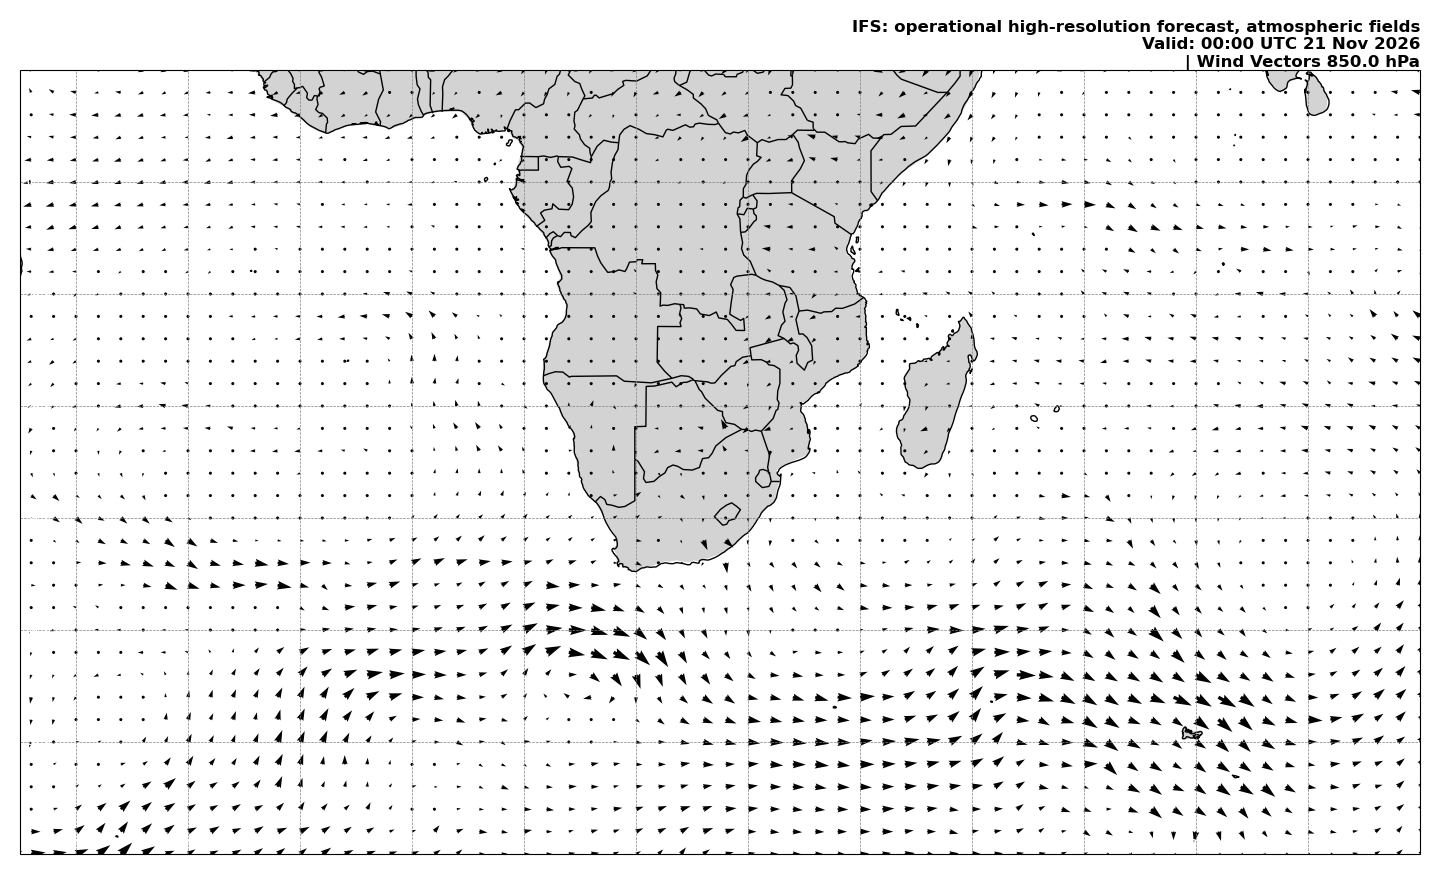 IFS: operational high-resolution forecast, atmospheric fields
Valid: 00:00 UTC 21 Nov 2026
| Wind Vectors 850.0 hPa